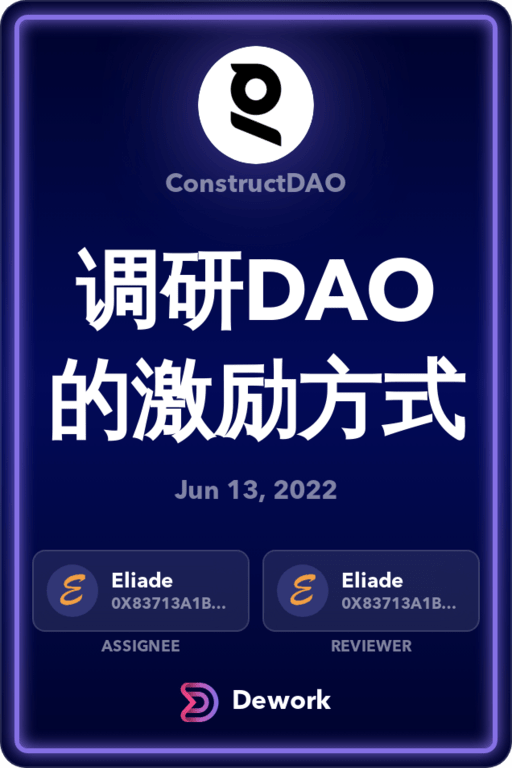 ConstructDAO
调研DAO
的激励方式
Jun 13, 2022
Eliade
0X83713A1B...
ASSIGNEE
Eliade
0X83713A1B...
REVIEWER
Dework